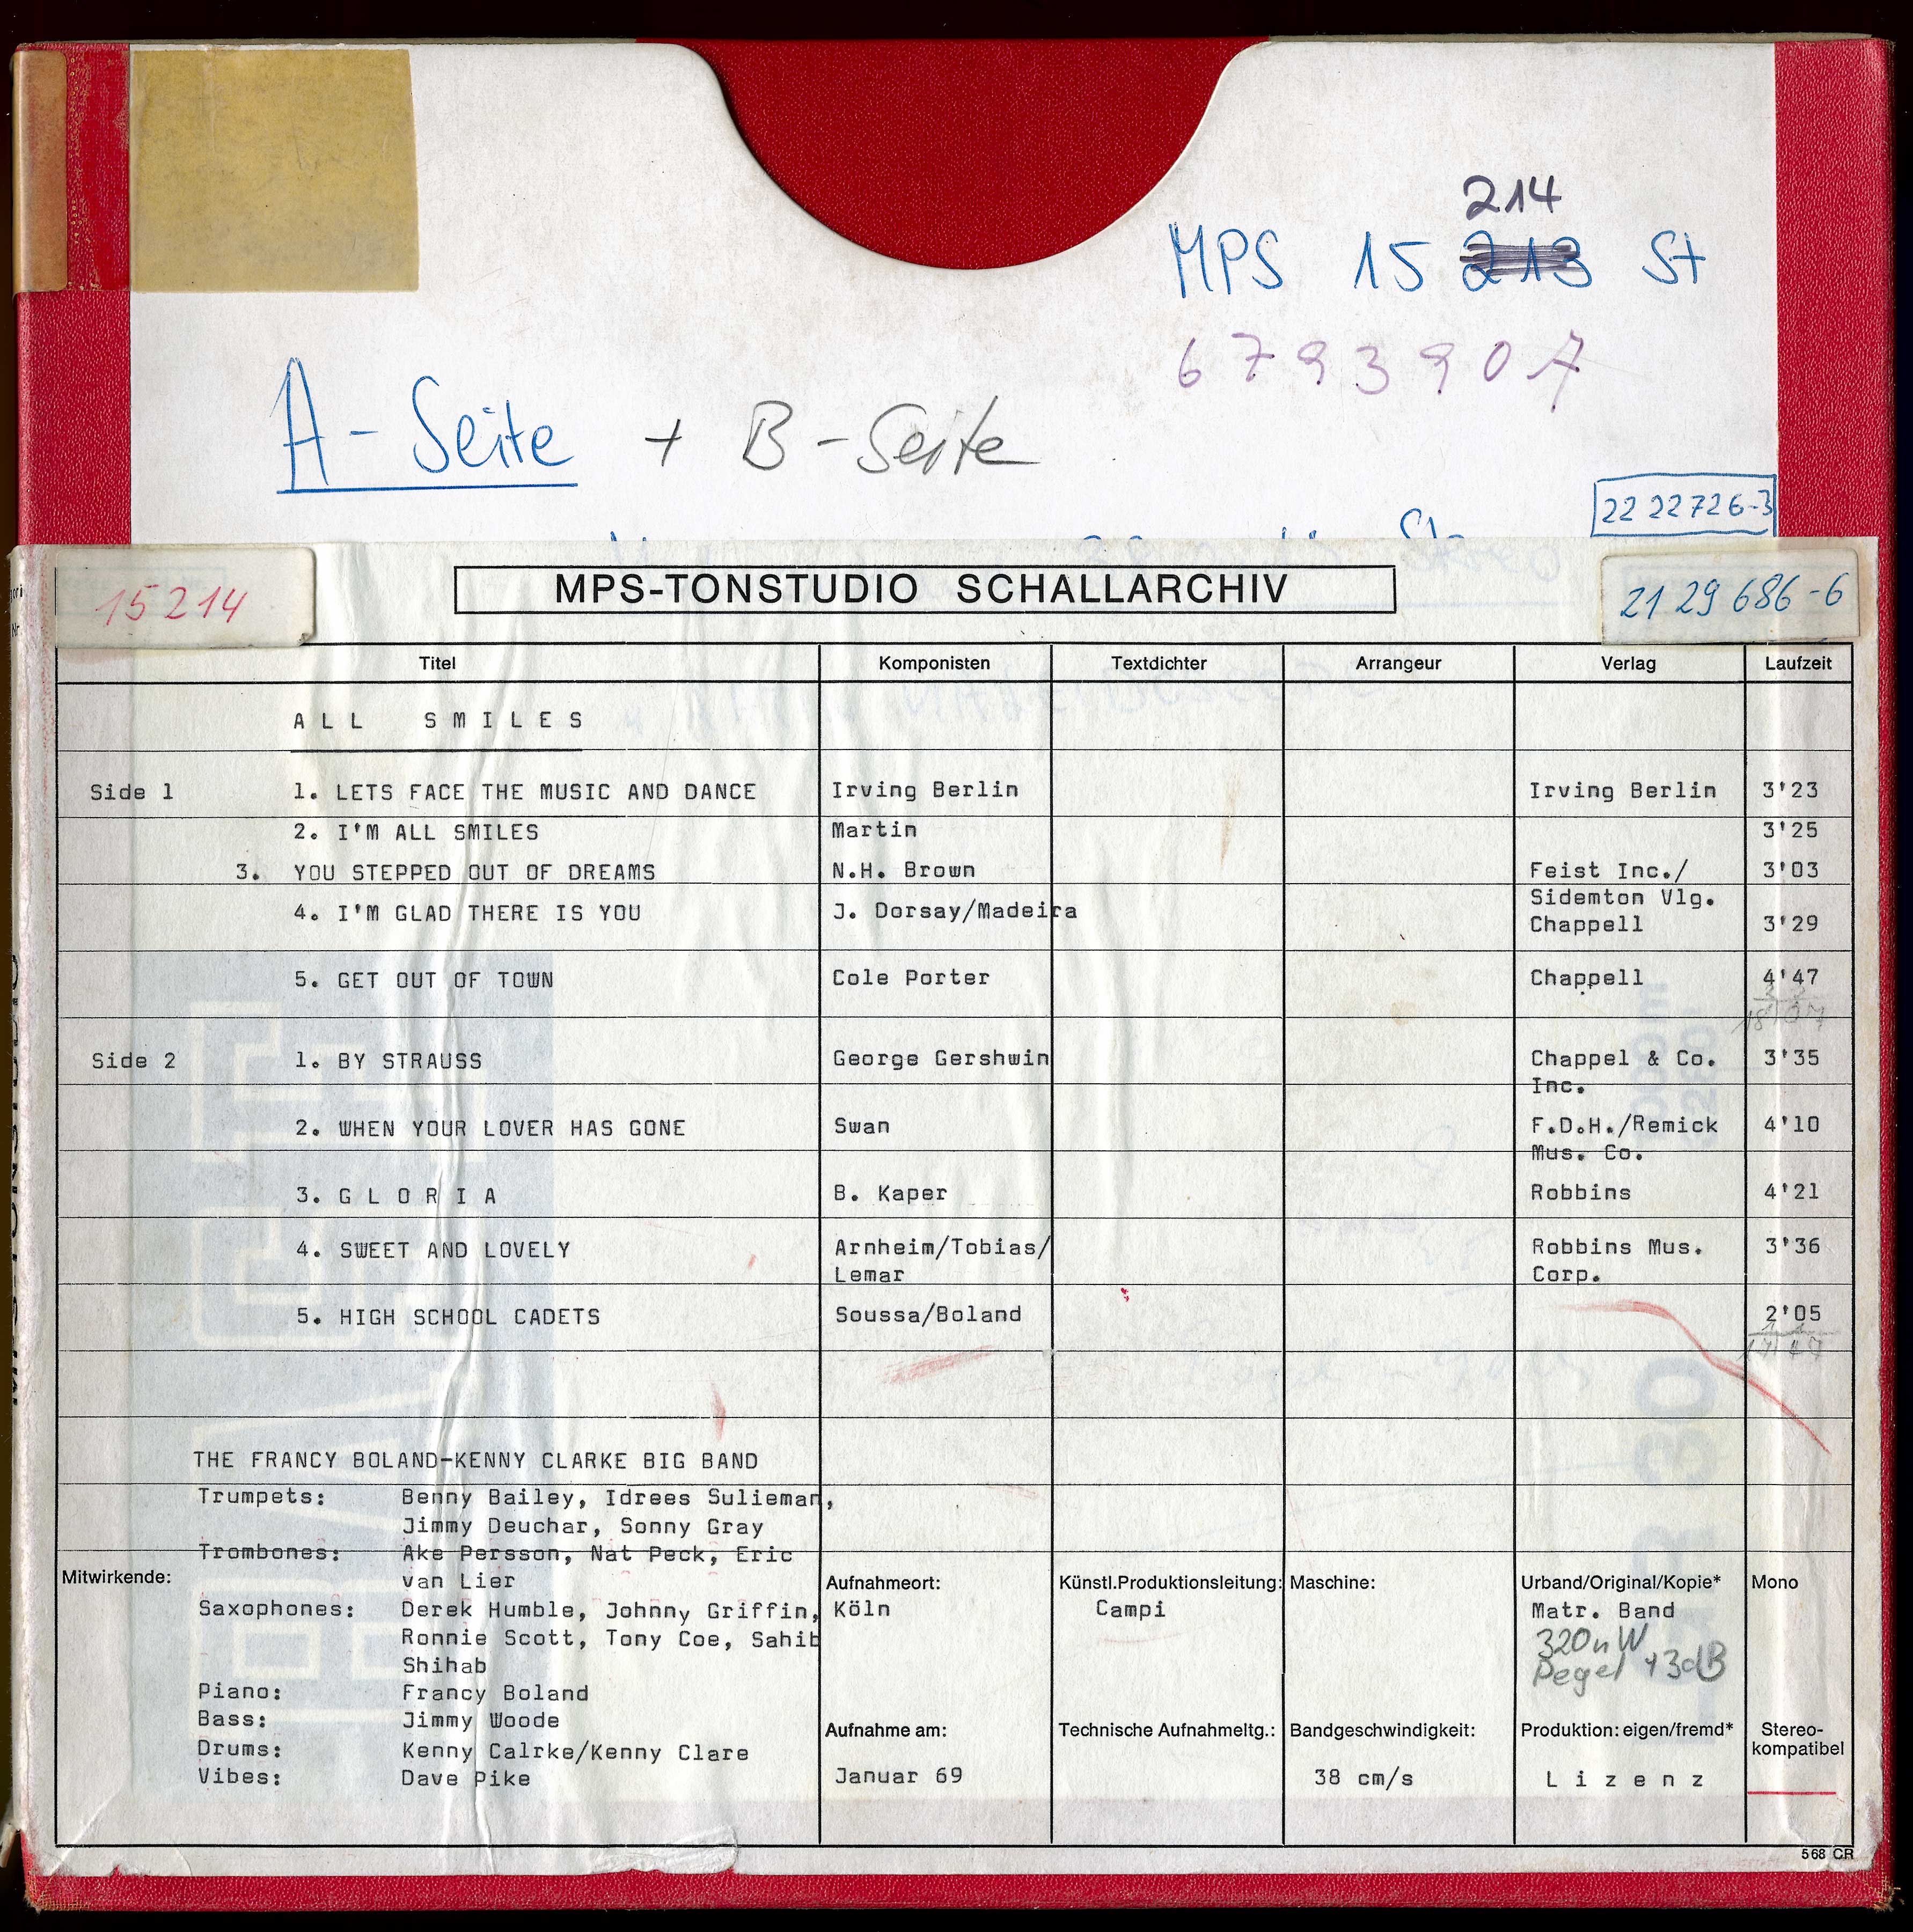 214
MPS 15 213 St
6793907
A-Seite + B-Seite
22 22 726-3
15214
MPS-TONSTUDIO SCHALLARCHIV
21 29 686-6
Titel Komponisten Textdichter Arrangeur Verlag Laufzeit
ALL SMILES
Side 1 1. LETS FACE THE MUSIC AND DANCE Irving Berlin Irving Berlin 3'23
2. I'M ALL SMILES Martin 3'25
3. YOU STEPPED OUT OF DREAMS N.H. Brown Feist Inc./ 3'03
Sidemton Vlg.
4. I'M GLAD THERE IS YOU J. Dorsay/Madeira Chappell 3'29
5. GET OUT OF TOWN Cole Porter Chappell 4'47
18 07
Side 2 1. BY STRAUSS George Gershwin Chappel & Co. 3'35
Inc.
2. WHEN YOUR LOVER HAS GONE Swan F.D.H./Remick 4'10
Mus. Co.
3. G L O R I A B. Kaper Robbins 4'21
4. SWEET AND LOVELY Arnheim/Tobias/ Robbins Mus. 3'36
Lemar Corp.
5. HIGH SCHOOL CADETS Soussa/Boland 2'05
17 47
THE FRANCY BOLAND-KENNY CLARKE BIG BAND
Trumpets: Benny Bailey, Idrees Sulieman,
Jimmy Deuchar, Sonny Gray
Trombones: Ake Persson, Nat Peck, Eric
van Lier
Mitwirkende: Aufnahmeort: Künstl.Produktionsleitung: Maschine: Urband/Original/Kopie* Mono
Saxophones: Derek Humble, Johnny Griffin, Köln Campi Matr. Band
Ronnie Scott, Tony Coe, Sahib 320nW
Shihab Pegel +3dB
Piano: Francy Boland
Bass: Jimmy Woode
Aufnahme am: Technische Aufnahmeltg.: Bandgeschwindigkeit: Produktion: eigen/fremd* Stereo-
kompatibel
Drums: Kenny Calrke/Kenny Clare
Vibes: Dave Pike Januar 69 38 cm/s L i z e n z
568 CR